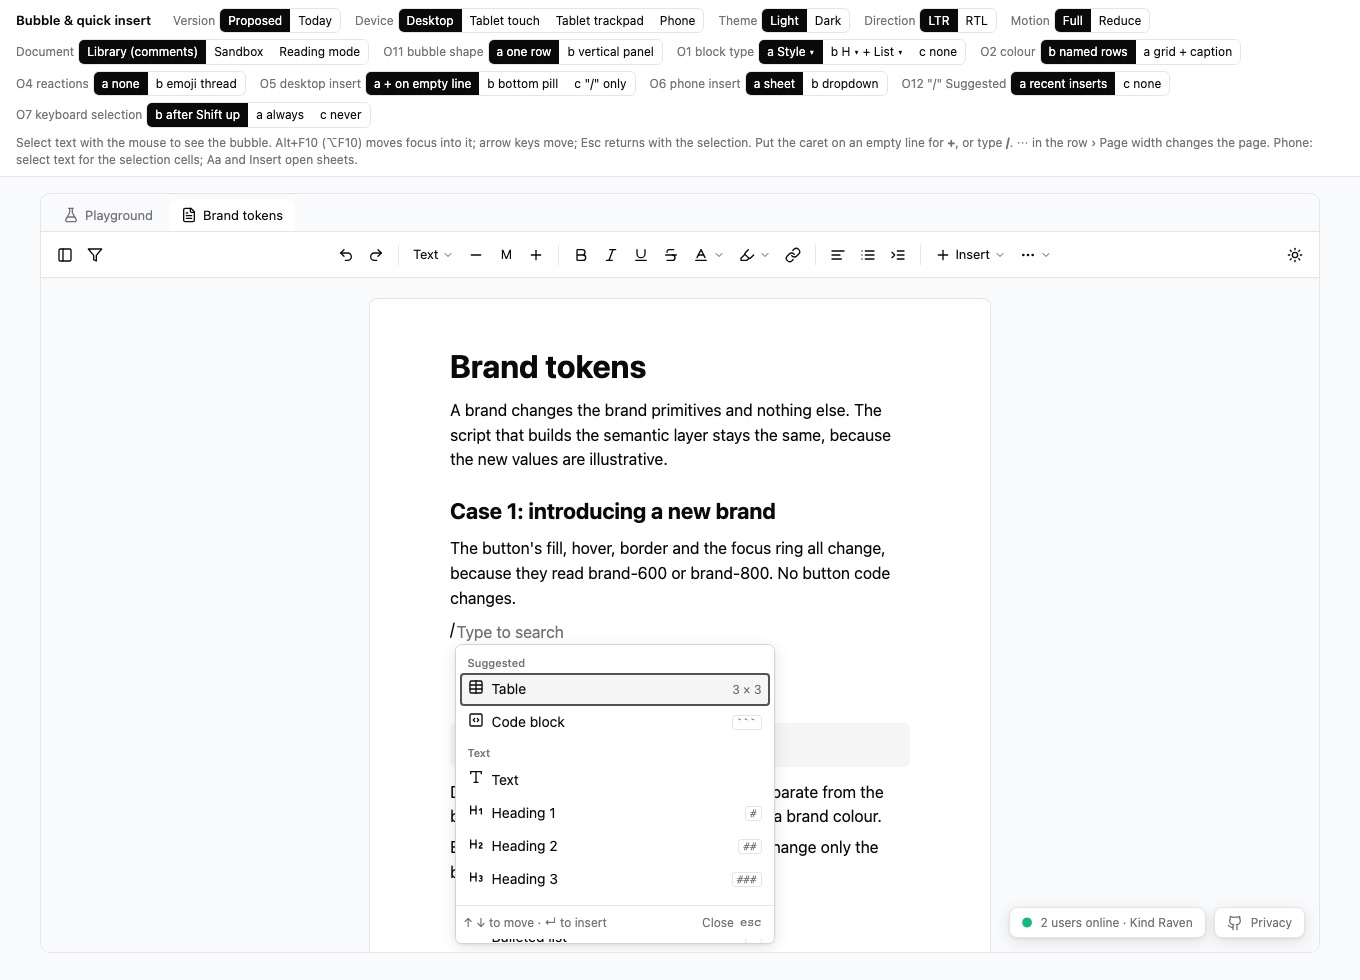 Bubble & quick insert Version Proposed Today Device Desktop Tablet touch Tablet trackpad Phone Theme Light Dark Direction LTR RTL Motion Full Reduce
Document Library (comments) Sandbox Reading mode O11 bubble shape a one row b vertical panel O1 block type a Style ▾ b H ▾ + List ▾ c none O2 colour b named rows a grid + caption
O4 reactions a none b emoji thread O5 desktop insert a + on empty line b bottom pill c "/" only O6 phone insert a sheet b dropdown O12 "/" Suggested a recent inserts c none
O7 keyboard selection b after Shift up a always c never
Select text with the mouse to see the bubble. Alt+F10 (⌥F10) moves focus into it; arrow keys move; Esc returns with the selection. Put the caret on an empty line for +, or type /. ··· in the row › Page width changes the page. Phone:
select text for the selection cells; Aa and Insert open sheets.
Playground Brand tokens
Text M B I U S A Insert
Brand tokens
A brand changes the brand primitives and nothing else. The
script that builds the semantic layer stays the same, because
the new values are illustrative.
Case 1: introducing a new brand
The button's fill, hover, border and the focus ring all change,
because they read brand-600 or brand-800. No button code
changes.
/Type to search
Suggested
Table 3 × 3
Code block ```
Text
Text
parate from the
H1 Heading 1 #
a brand colour.
H2 Heading 2 ##
hange only the
H3 Heading 3 ###
↑ ↓ to move · ↵ to insert Close esc
Bulleted list
2 users online · Kind Raven Privacy